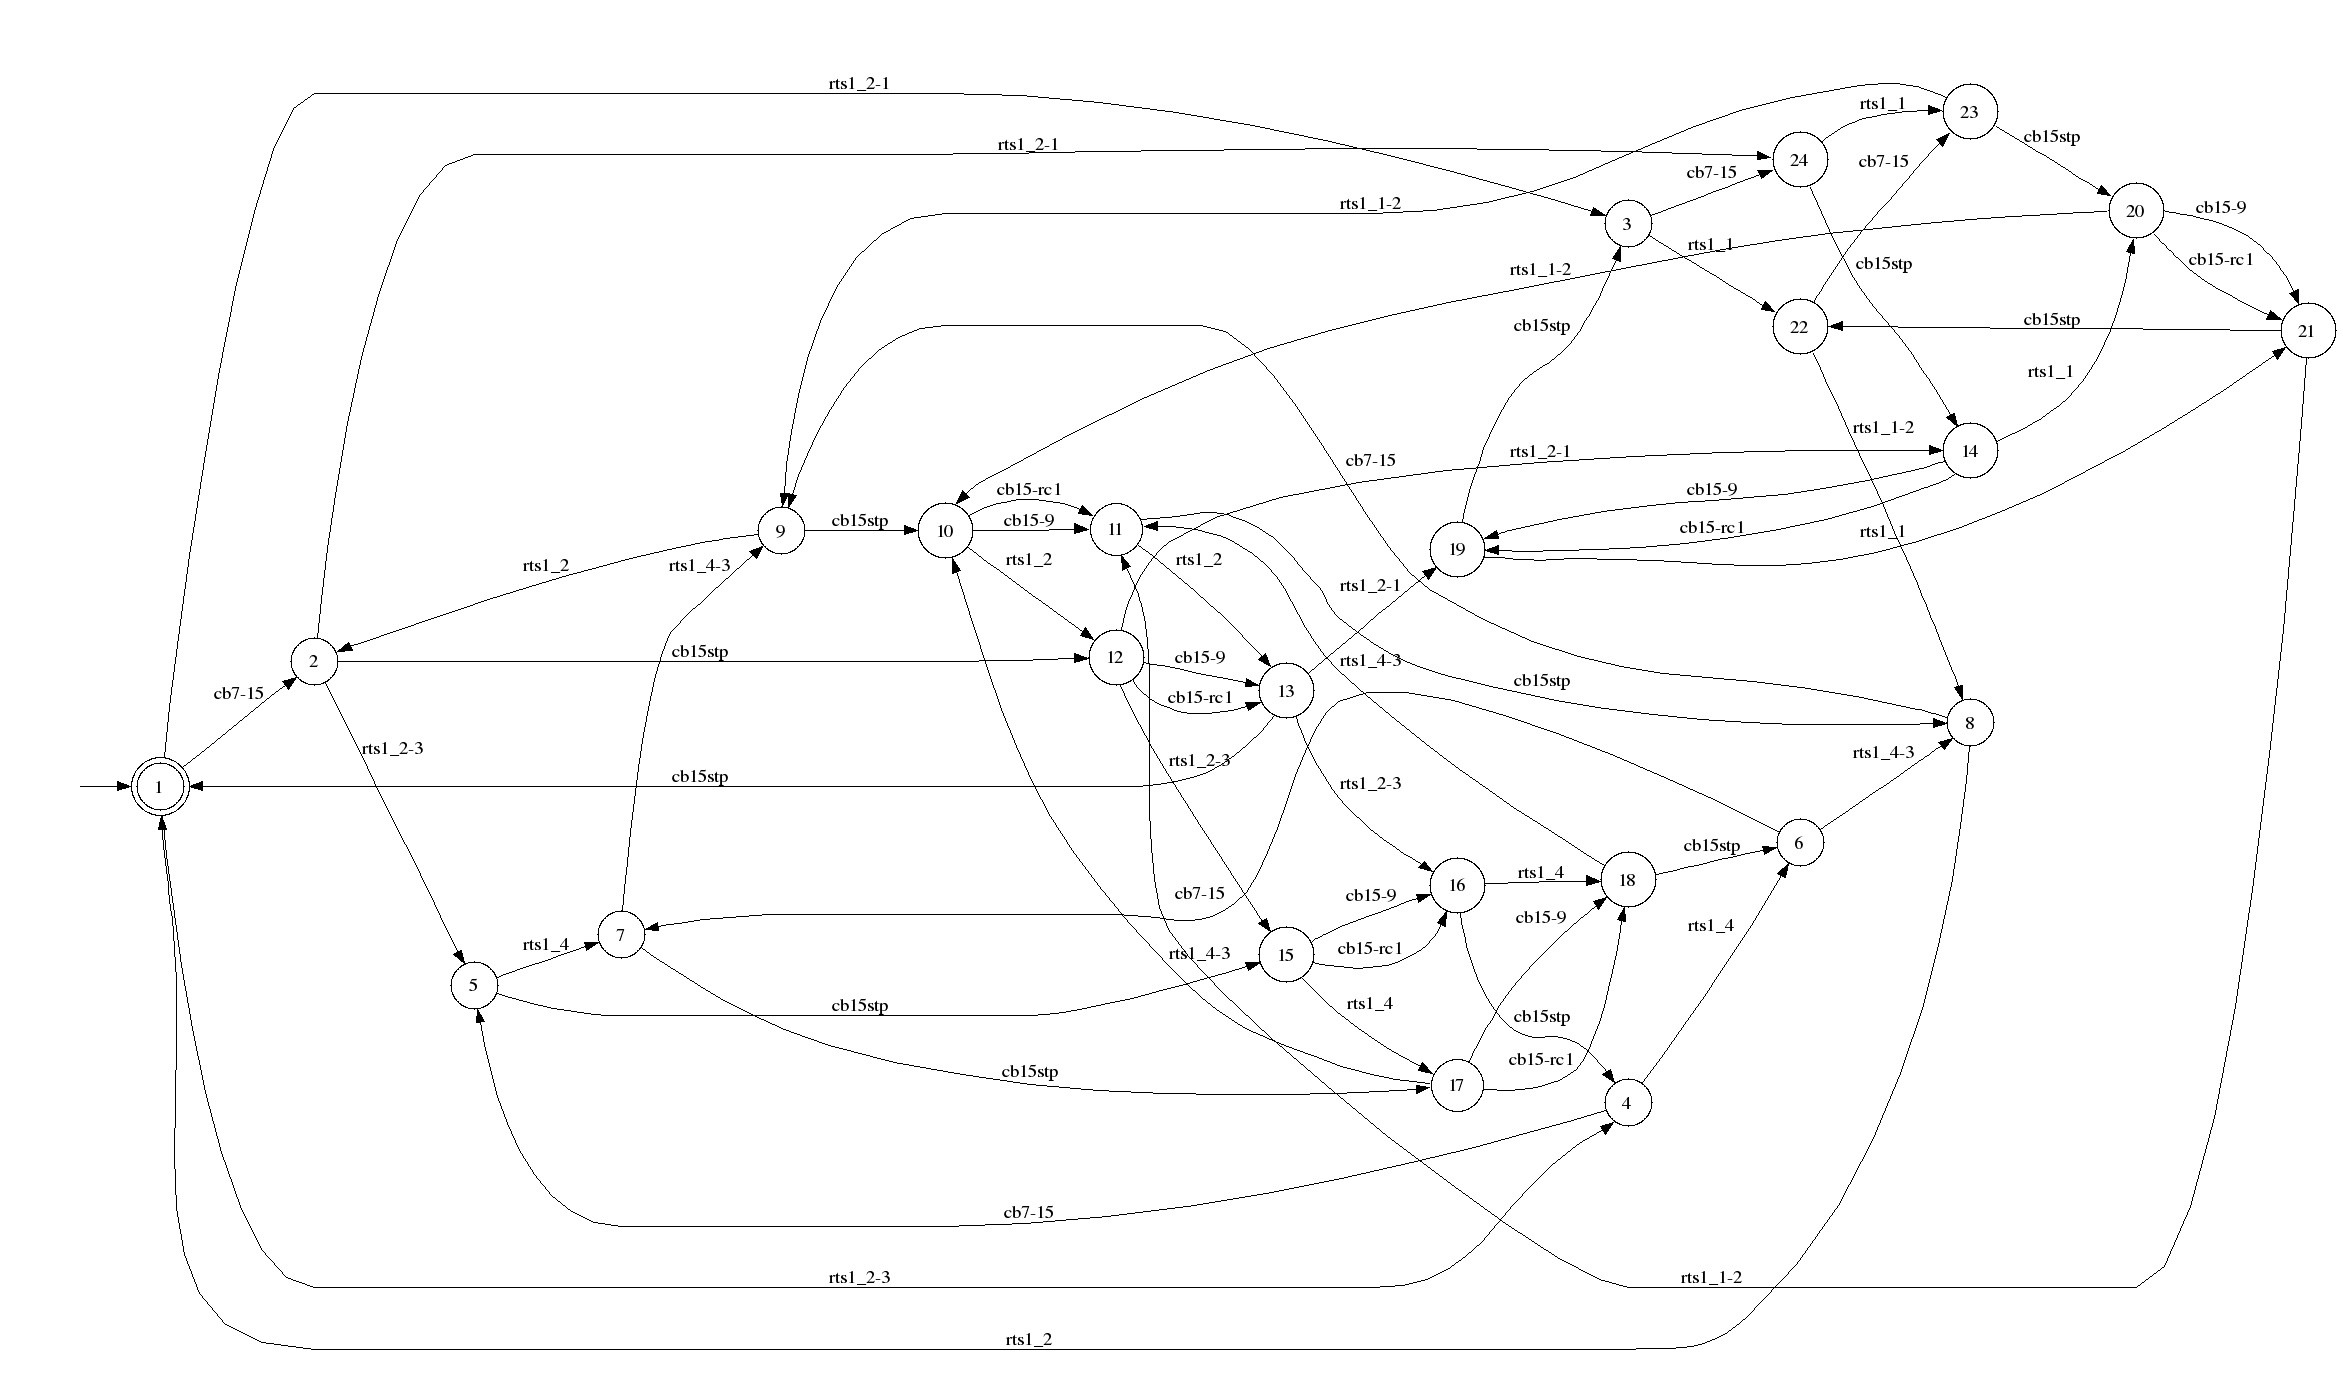 rts1_2-1
rts1_1
23
cb15stp
rts1_2-1
24
cb7-15
cb7-15
rts1_1-2
20
cb15-9
3
rts1_1
cb15-rc1
cb15stp
rts1_1-2
cb15stp
22
cb15stp
21
rts1_1
rts1_1-2
cb7-15
rts1_2-1
14
cb15-rc1
cb15-9
cb15stp
cb15-9
9
10
11
cb15-rc1
rts1_1
19
rts1_2
rts1_4-3
rts1_2
rts1_2
rts1_2-1
2
cb15stp
12
cb15-9
rts1_4-3
cb15stp
13
cb7-15
cb15-rc1
8
rts1_2-3
rts1_2-3
rts1_4-3
1
cb15stp
rts1_2-3
6
cb15stp
16
rts1_4
18
cb7-15
cb15-9
cb15-9
rts1_4
7
rts1_4
rts1_4-3
15
cb15-rc1
5
cb15stp
rts1_4
cb15stp
cb15-rc1
cb15stp
17
4
cb7-15
rts1_2-3
rts1_1-2
rts1_2